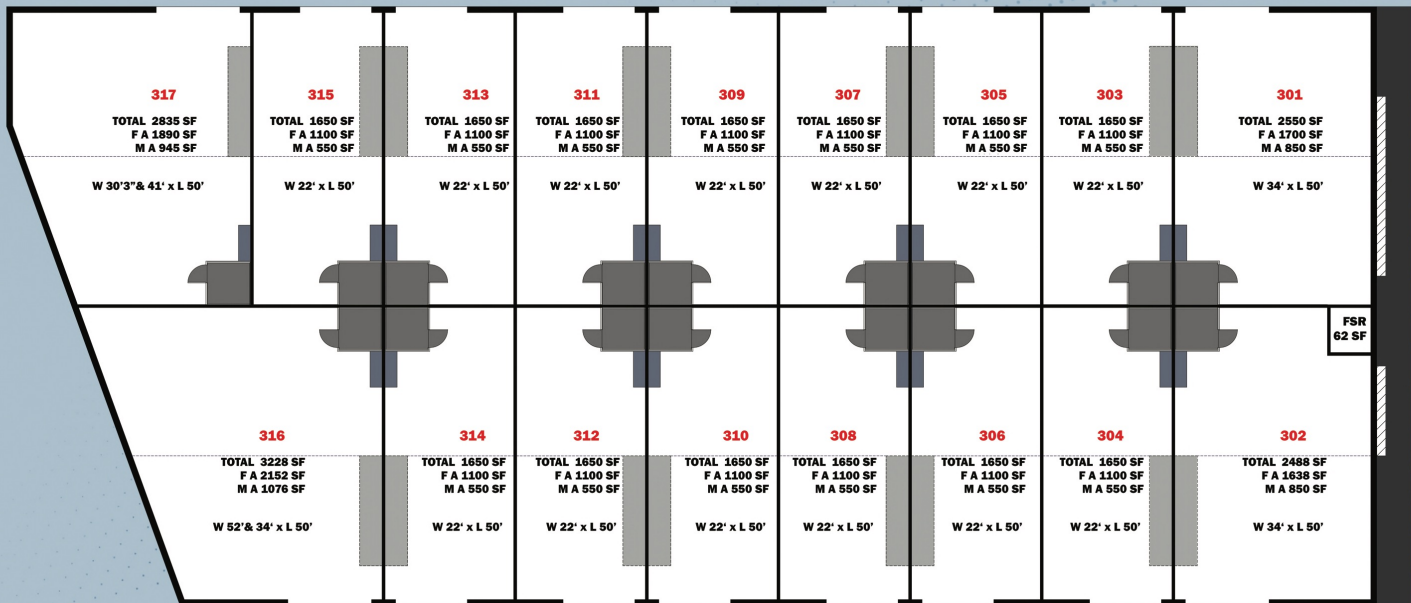 317
TOTAL 2835 SF
F A 1890 SF
M A 945 SF
W 30'3"& 41' x L 50'
315
TOTAL 1650 SF
F A 1100 SF
M A 550 SF
W 22' x L 50'
313
TOTAL 1650 SF
F A 1100 SF
M A 550 SF
W 22' x L 50'
311
TOTAL 1650 SF
F A 1100 SF
M A 550 SF
W 22' x L 50'
309
TOTAL 1650 SF
F A 1100 SF
M A 550 SF
W 22' x L 50'
307
TOTAL 1650 SF
F A 1100 SF
M A 550 SF
W 22' x L 50'
305
TOTAL 1650 SF
F A 1100 SF
M A 550 SF
W 22' x L 50'
303
TOTAL 1650 SF
F A 1100 SF
M A 550 SF
W 22' x L 50'
301
TOTAL 2550 SF
F A 1700 SF
M A 850 SF
W 34' x L 50'
FSR
62 SF
316
TOTAL 3228 SF
F A 2152 SF
M A 1076 SF
W 52'& 34' x L 50'
314
TOTAL 1650 SF
F A 1100 SF
M A 550 SF
W 22' x L 50'
312
TOTAL 1650 SF
F A 1100 SF
M A 550 SF
W 22' x L 50'
310
TOTAL 1650 SF
F A 1100 SF
M A 550 SF
W 22' x L 50'
308
TOTAL 1650 SF
F A 1100 SF
M A 550 SF
W 22' x L 50'
306
TOTAL 1650 SF
F A 1100 SF
M A 550 SF
W 22' x L 50'
304
TOTAL 1650 SF
F A 1100 SF
M A 550 SF
W 22' x L 50'
302
TOTAL 2488 SF
F A 1638 SF
M A 850 SF
W 34' x L 50'